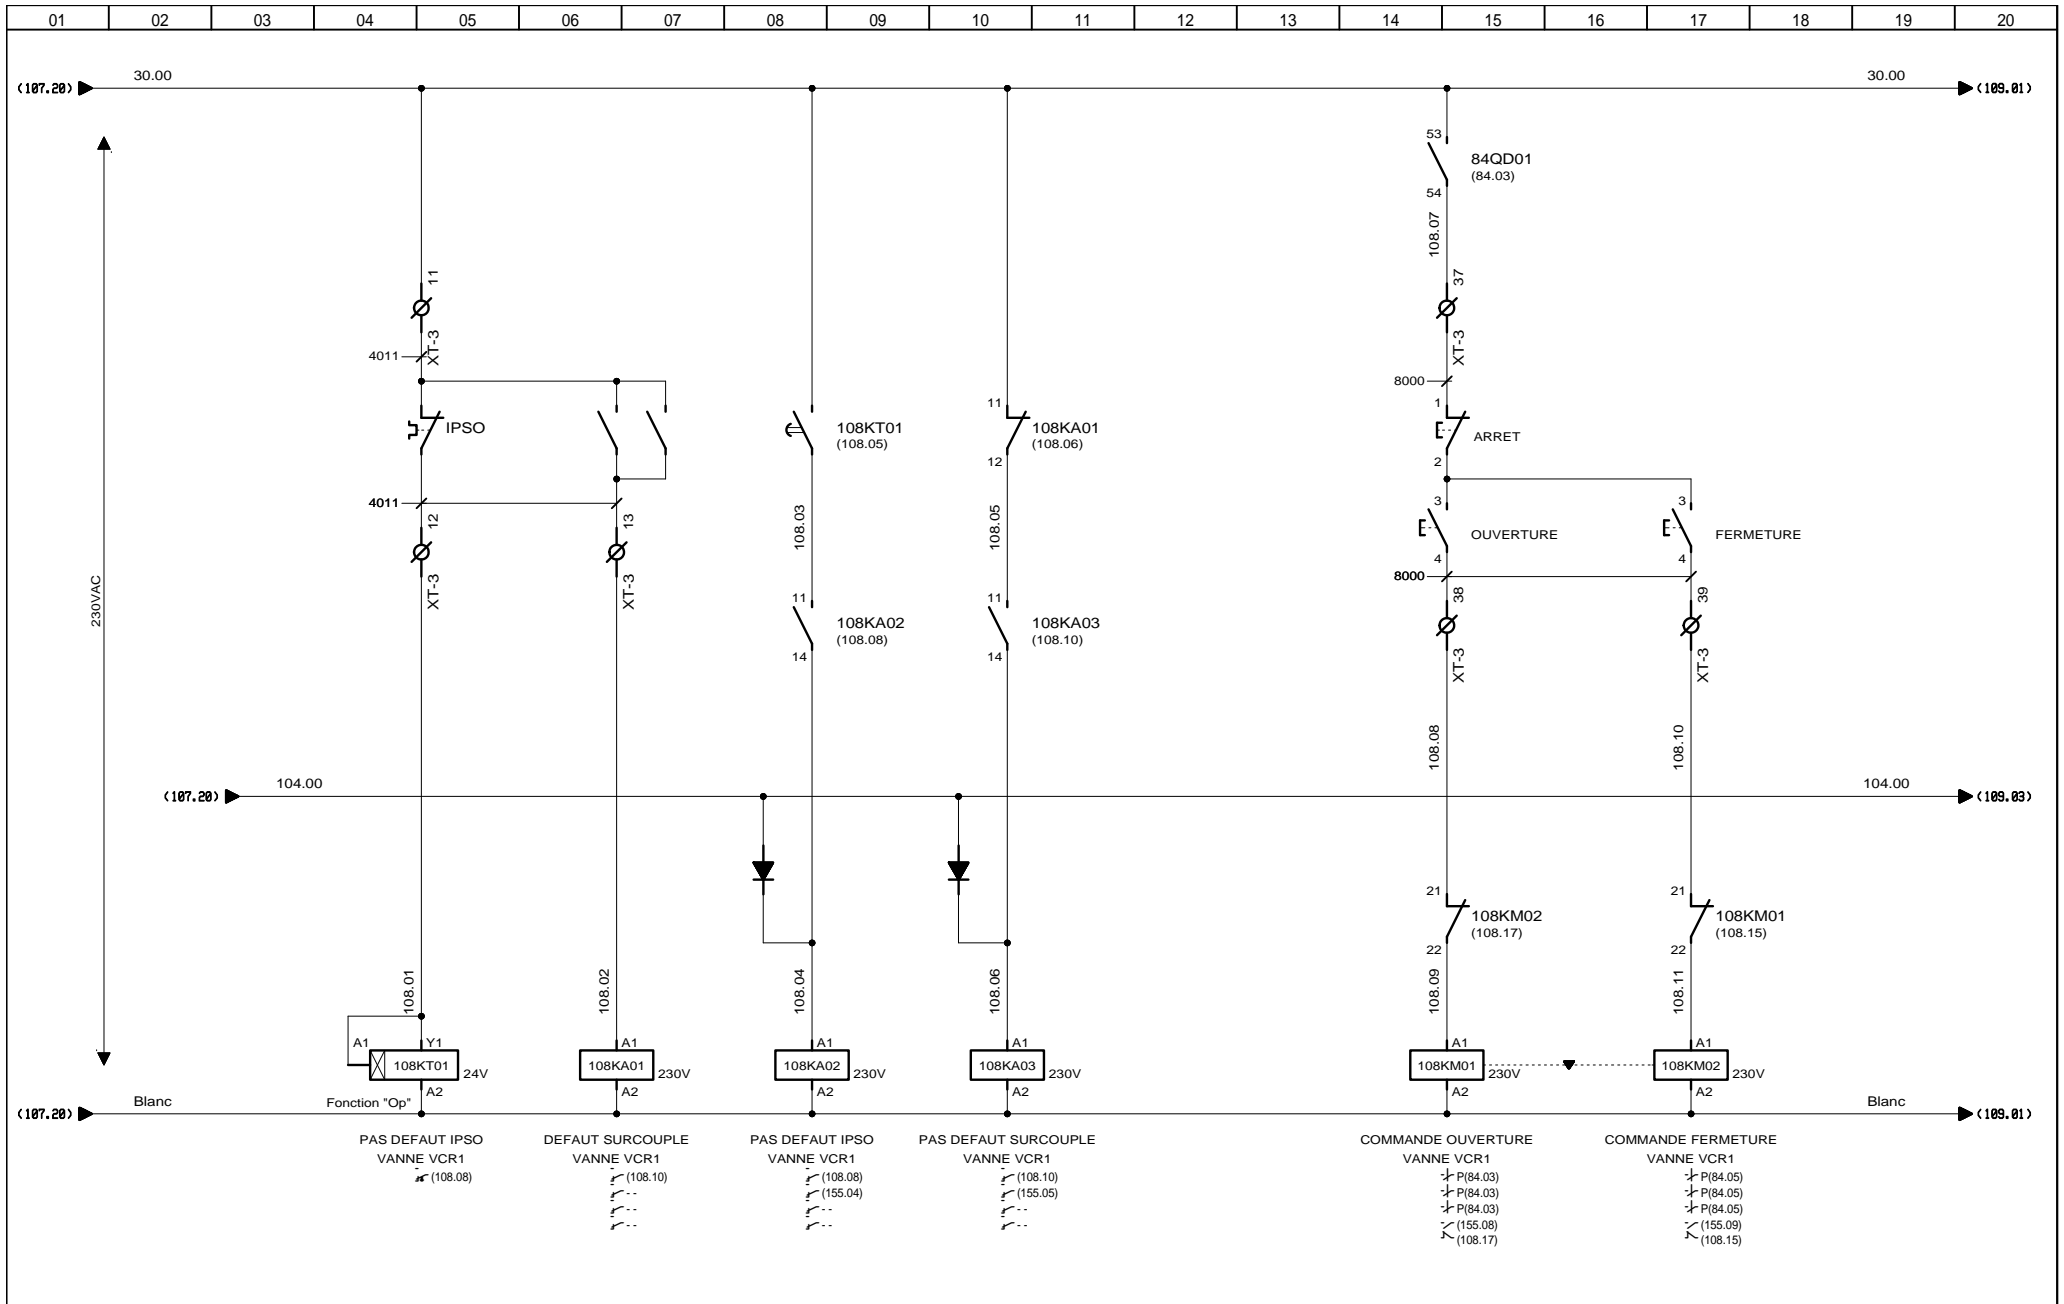 01 02 03 04 05 06 07 08 09 10 11 12 13 14 15 16 17 18 19 20
30.00 30.00
(107.20) (109.01)
53
84QD01
(84.03)
54
108.07
11
37
XT-3
XT-3
4011
8000
11
1
IPSO
108KT01
(108.05)
108KA01
(108.06)
ARRET
12
2
4011
12
13
108.03
108.05
3
OUVERTURE
4
3
FERMETURE
4
8000
XT-3
XT-3
230VAC
11
108KA02
(108.08)
14
11
108KA03
(108.10)
14
38
39
XT-3
XT-3
108.08
108.10
104.00 104.00
(107.20) (109.03)
21
108KM02
(108.17)
22
21
108KM01
(108.15)
22
108.01
108.02
108.04
108.06
108.09
108.11
A1 Y1
108KT01
24V
A2
A1
108KA01
230V
A2
A1
108KA02
230V
A2
A1
108KA03
230V
A2
A1
108KM01
230V
A2
A1
108KM02
230V
A2
Blanc Fonction "Op" Blanc
(107.20) (109.01)
PAS DEFAUT IPSO
VANNE VCR1
(108.08)
DEFAUT SURCOUPLE
VANNE VCR1
(108.10)
--
--
--
PAS DEFAUT IPSO
VANNE VCR1
(108.08)
(155.04)
--
--
PAS DEFAUT SURCOUPLE
VANNE VCR1
(108.10)
(155.05)
--
--
COMMANDE OUVERTURE
VANNE VCR1
P(84.03)
P(84.03)
P(84.03)
(155.08)
(108.17)
COMMANDE FERMETURE
VANNE VCR1
P(84.05)
P(84.05)
P(84.05)
(155.09)
(108.15)